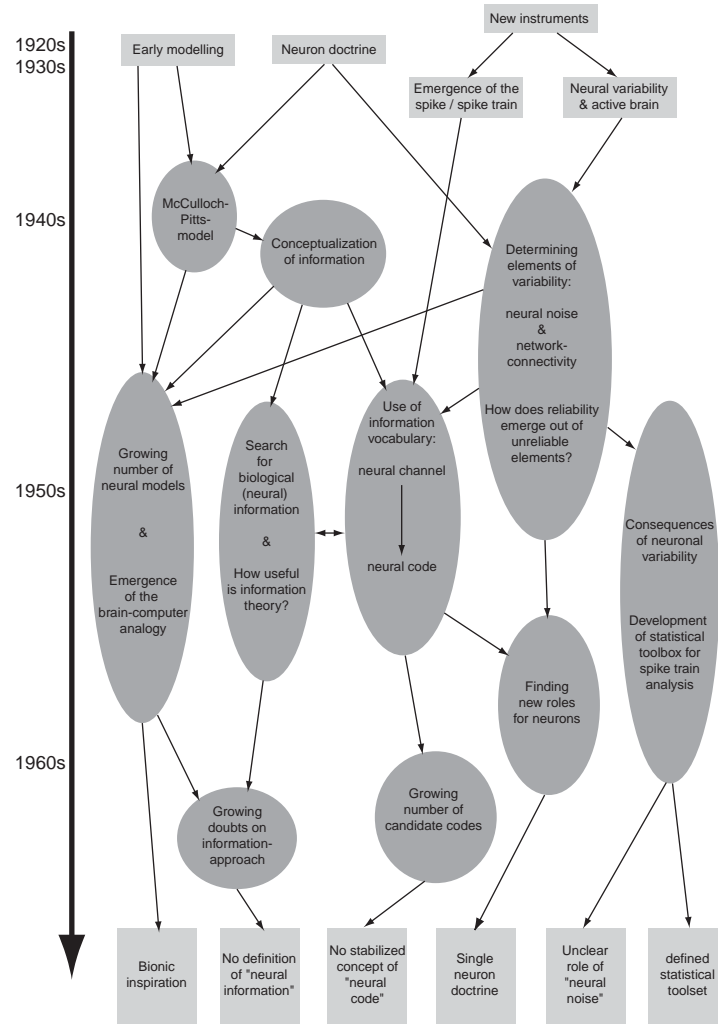 New instruments
1920s
1930s
Early modelling
Neuron doctrine
Emergence of the
spike / spike train
Neural variability
& active brain
1940s
McCulloch-
Pitts-
model
Conceptualization
of information
Determining
elements of
variability:
neural noise
&
network-
connectivity
How does reliability
emerge out of
unreliable
elements?
1950s
Growing
number of
neural models
&
Emergence of the
brain-computer
analogy
Search
for
biological
(neural)
information
&
How useful
is information
theory?
Use of
information
vocabulary:
neural channel
neural code
Consequences
of neuronal
variability
Development
of statistical
toolbox for
spike train
analysis
Finding
new roles
for neurons
1960s
Growing
doubts on
information-
approach
Growing
number of
candidate codes
Bionic
inspiration
No definition
of "neural
information"
No stabilized
concept of
"neural
code"
Single
neuron
doctrine
Unclear
role of
"neural
noise"
defined
statistical
toolset